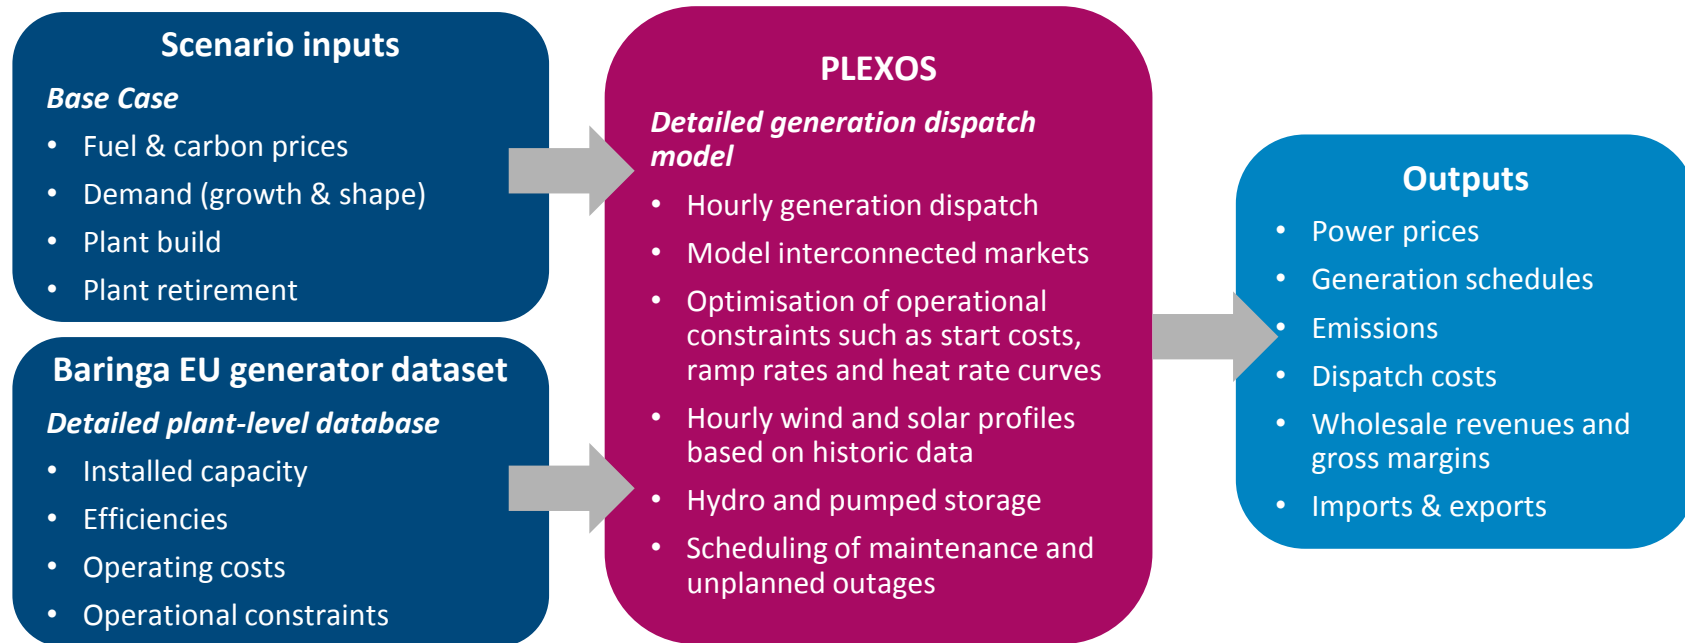 Scenario inputs
Base Case
• Fuel & carbon prices
• Demand (growth & shape)
• Plant build
• Plant retirement
Baringa EU generator dataset
Detailed plant-level database
• Installed capacity
• Efficiencies
• Operating costs
• Operational constraints
PLEXOS
Detailed generation dispatch
model
• Hourly generation dispatch
• Model interconnected markets
• Optimisation of operational
constraints such as start costs,
ramp rates and heat rate curves
• Hourly wind and solar profiles
based on historic data
• Hydro and pumped storage
• Scheduling of maintenance and
unplanned outages
Outputs
• Power prices
• Generation schedules
• Emissions
• Dispatch costs
• Wholesale revenues and
gross margins
• Imports & exports